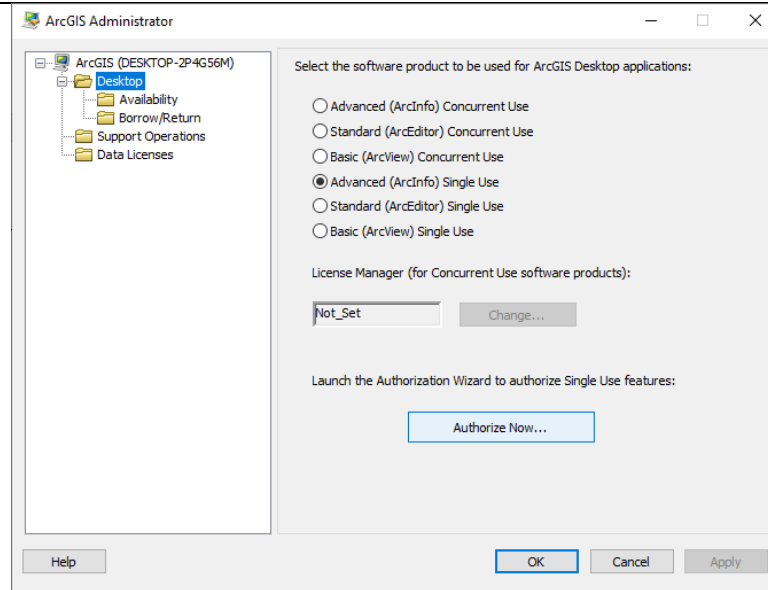 ArcGIS Administrator
ArcGIS (DESKTOP-2P4G56M)
Desktop
Availability
Borrow/Return
Support Operations
Data Licenses
Select the software product to be used for ArcGIS Desktop applications:
Advanced (ArcInfo) Concurrent Use
Standard (ArcEditor) Concurrent Use
Basic (ArcView) Concurrent Use
Advanced (ArcInfo) Single Use
Standard (ArcEditor) Single Use
Basic (ArcView) Single Use
License Manager (for Concurrent Use software products):
Not_Set
Change...
Launch the Authorization Wizard to authorize Single Use features:
Authorize Now...
Help
OK
Cancel
Apply